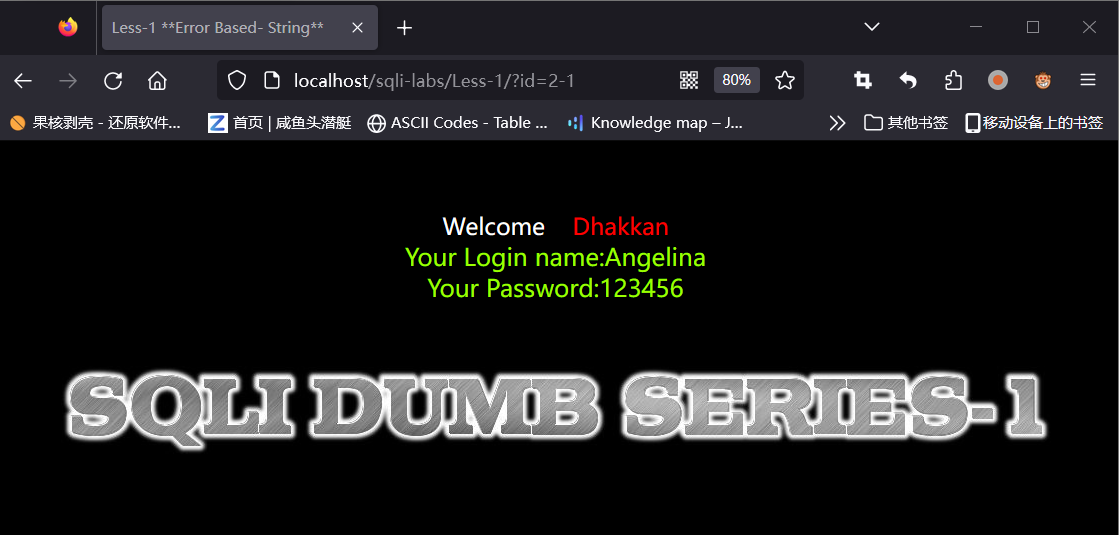 Less-1 **Error Based- String**
localhost/sqli-labs/Less-1/?id=2-1
80%
果核剥壳 - 还原软件... 首页 | 咸鱼头潜艇 ASCII Codes - Table ... Knowledge map – J... 其他书签 移动设备上的书签
Welcome Dhakkan
Your Login name:Angelina
Your Password:123456
SQLI DUMB SERIES-1